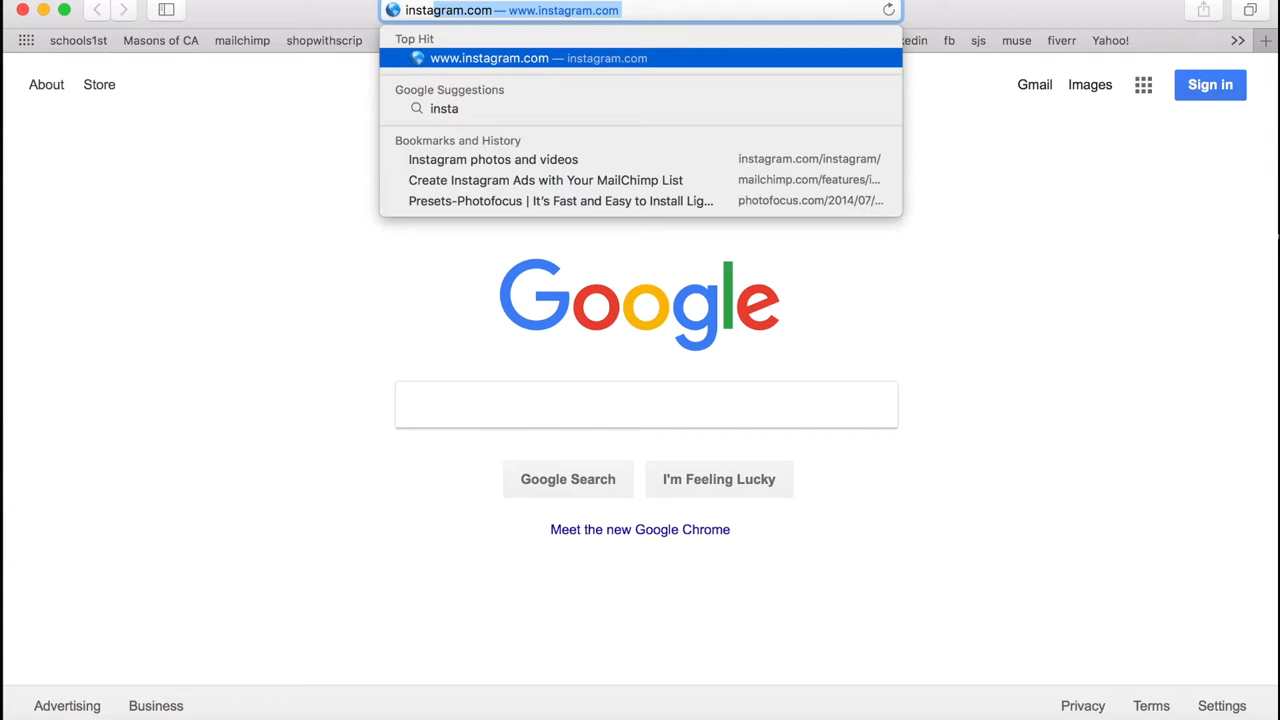 instagram.com — www.instagram.com
schools1st Masons of CA mailchimp shopwithscrip kedin fb sjs muse fiverr Yahoo! >> +
Top Hit
www.instagram.com — instagram.com
Google Suggestions
insta
Bookmarks and History
Instagram photos and videos instagram.com/instagram/
Create Instagram Ads with Your MailChimp List mailchimp.com/features/i...
Presets-Photofocus | It's Fast and Easy to Install Lig... photofocus.com/2014/07/...
About Store Gmail Images Sign in
Google
Google Search I'm Feeling Lucky
Meet the new Google Chrome
Advertising Business Privacy Terms Settings